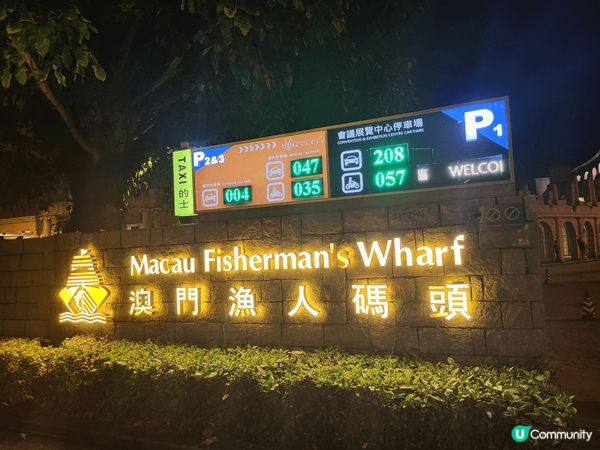 TAXI 的士
P2&3
004
047
035
會議展覽中心停車場
CONVENTION & EXHIBITION CENTRE CAR PARK
P1
208
057
WELCO
Macau Fisherman's Wharf
澳門漁人碼頭
U Community